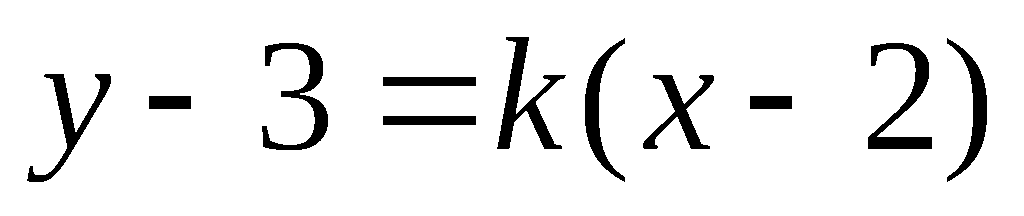 y - 3 = k(x - 2)